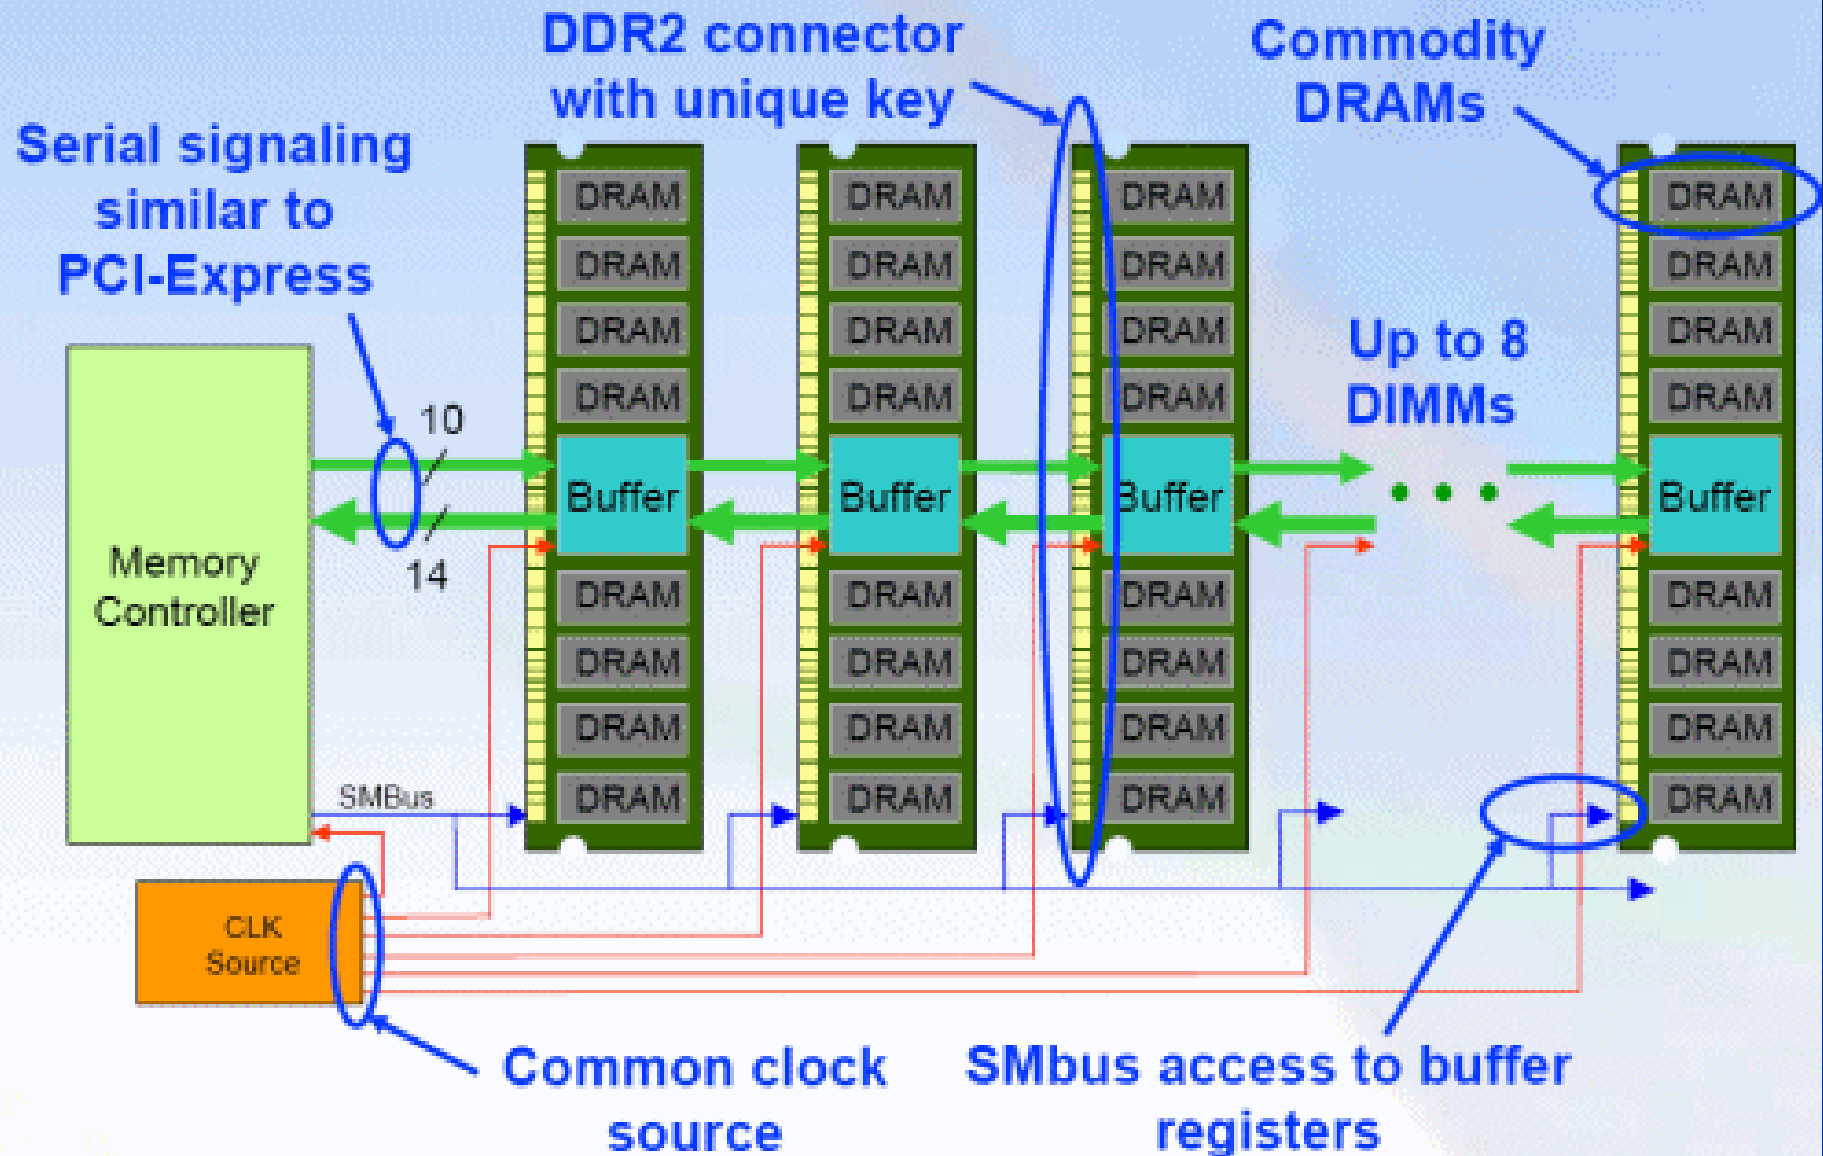 DDR2 connector
with unique key
Commodity
DRAMs
Serial signaling
similar to
PCI-Express
Up to 8
DIMMs
10
14
Memory
Controller
SMBus
CLK
Source
DRAM
DRAM
DRAM
DRAM
Buffer
DRAM
DRAM
DRAM
DRAM
DRAM
DRAM
DRAM
DRAM
Buffer
DRAM
DRAM
DRAM
DRAM
DRAM
DRAM
DRAM
DRAM
Buffer
DRAM
DRAM
DRAM
DRAM
DRAM
DRAM
DRAM
DRAM
Buffer
DRAM
DRAM
DRAM
DRAM
Common clock
source
SMbus access to buffer
registers